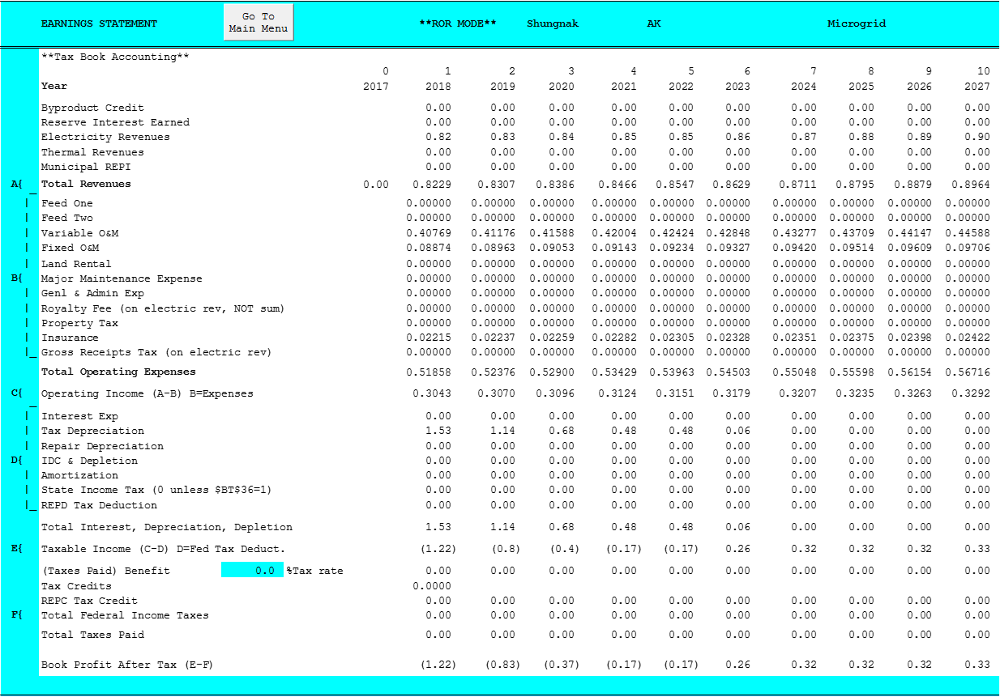 EARNINGS STATEMENT Go To Main Menu **ROR MODE** Shungnak AK Microgrid
**Tax Book Accounting**
0 1 2 3 4 5 6 7 8 9 10
Year 2017 2018 2019 2020 2021 2022 2023 2024 2025 2026 2027
Byproduct Credit 0.00 0.00 0.00 0.00 0.00 0.00 0.00 0.00 0.00 0.00
Reserve Interest Earned 0.00 0.00 0.00 0.00 0.00 0.00 0.00 0.00 0.00 0.00
Electricity Revenues 0.82 0.83 0.84 0.85 0.85 0.86 0.87 0.88 0.89 0.90
Thermal Revenues 0.00 0.00 0.00 0.00 0.00 0.00 0.00 0.00 0.00 0.00
Municipal REPI 0.00 0.00 0.00 0.00 0.00 0.00 0.00 0.00 0.00 0.00
A{ Total Revenues 0.00 0.8229 0.8307 0.8386 0.8466 0.8547 0.8629 0.8711 0.8795 0.8879 0.8964
Feed One 0.00000 0.00000 0.00000 0.00000 0.00000 0.00000 0.00000 0.00000 0.00000 0.00000
Feed Two 0.00000 0.00000 0.00000 0.00000 0.00000 0.00000 0.00000 0.00000 0.00000 0.00000
Variable O&M 0.40769 0.41176 0.41588 0.42004 0.42424 0.42848 0.43277 0.43709 0.44147 0.44588
Fixed O&M 0.08874 0.08963 0.09053 0.09143 0.09234 0.09327 0.09420 0.09514 0.09609 0.09706
Land Rental 0.00000 0.00000 0.00000 0.00000 0.00000 0.00000 0.00000 0.00000 0.00000 0.00000
B{ Major Maintenance Expense 0.00000 0.00000 0.00000 0.00000 0.00000 0.00000 0.00000 0.00000 0.00000 0.00000
Genl & Admin Exp 0.00000 0.00000 0.00000 0.00000 0.00000 0.00000 0.00000 0.00000 0.00000 0.00000
Royalty Fee (on electric rev, NOT sum) 0.00000 0.00000 0.00000 0.00000 0.00000 0.00000 0.00000 0.00000 0.00000 0.00000
Property Tax 0.00000 0.00000 0.00000 0.00000 0.00000 0.00000 0.00000 0.00000 0.00000 0.00000
Insurance 0.02215 0.02237 0.02259 0.02282 0.02305 0.02328 0.02351 0.02375 0.02398 0.02422
Gross Receipts Tax (on electric rev) 0.00000 0.00000 0.00000 0.00000 0.00000 0.00000 0.00000 0.00000 0.00000 0.00000
Total Operating Expenses 0.51858 0.52376 0.52900 0.53429 0.53963 0.54503 0.55048 0.55598 0.56154 0.56716
C{ Operating Income (A-B) B=Expenses 0.3043 0.3070 0.3096 0.3124 0.3151 0.3179 0.3207 0.3235 0.3263 0.3292
Interest Exp 0.00 0.00 0.00 0.00 0.00 0.00 0.00 0.00 0.00 0.00
Tax Depreciation 1.53 1.14 0.68 0.48 0.48 0.06 0.00 0.00 0.00 0.00
Repair Depreciation 0.00 0.00 0.00 0.00 0.00 0.00 0.00 0.00 0.00 0.00
D{ IDC & Depletion 0.00 0.00 0.00 0.00 0.00 0.00 0.00 0.00 0.00 0.00
Amortization 0.00 0.00 0.00 0.00 0.00 0.00 0.00 0.00 0.00 0.00
State Income Tax (0 unless $BT$36=1) 0.00 0.00 0.00 0.00 0.00 0.00 0.00 0.00 0.00 0.00
REPD Tax Deduction 0.00 0.00 0.00 0.00 0.00 0.00 0.00 0.00 0.00 0.00
Total Interest, Depreciation, Depletion 1.53 1.14 0.68 0.48 0.48 0.06 0.00 0.00 0.00 0.00
E{ Taxable Income (C-D) D=Fed Tax Deduct. (1.22) (0.8) (0.4) (0.17) (0.17) 0.26 0.32 0.32 0.32 0.33
(Taxes Paid) Benefit 0.0 %Tax rate 0.00 0.00 0.00 0.00 0.00 0.00 0.00 0.00 0.00 0.00
Tax Credits 0.0000
REPC Tax Credit 0.00 0.00 0.00 0.00 0.00 0.00 0.00 0.00 0.00 0.00
F{ Total Federal Income Taxes 0.00 0.00 0.00 0.00 0.00 0.00 0.00 0.00 0.00 0.00
Total Taxes Paid 0.00 0.00 0.00 0.00 0.00 0.00 0.00 0.00 0.00 0.00
Book Profit After Tax (E-F) (1.22) (0.83) (0.37) (0.17) (0.17) 0.26 0.32 0.32 0.32 0.33